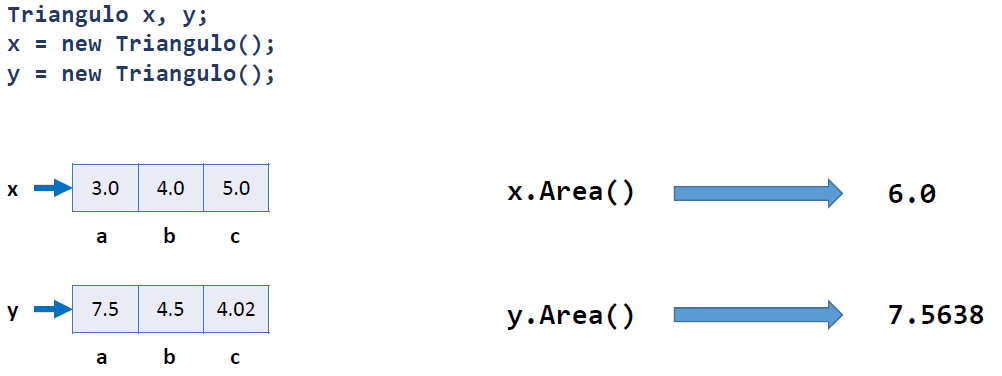 Triangulo x, y;
x = new Triangulo();
y = new Triangulo();
x 3.0 4.0 5.0 x.Area() 6.0
a b c
y 7.5 4.5 4.02 y.Area() 7.5638
a b c